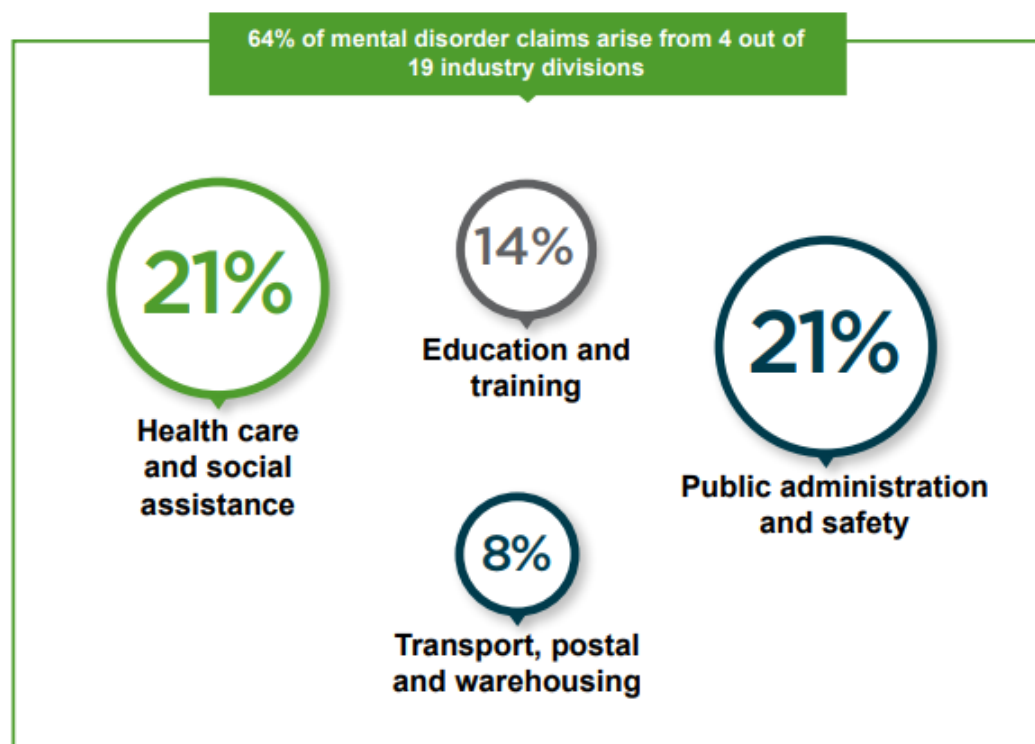 64% of mental disorder claims arise from 4 out of
19 industry divisions
21%
Health care
and social
assistance
14%
Education and
training
21%
Public administration
and safety
8%
Transport, postal
and warehousing